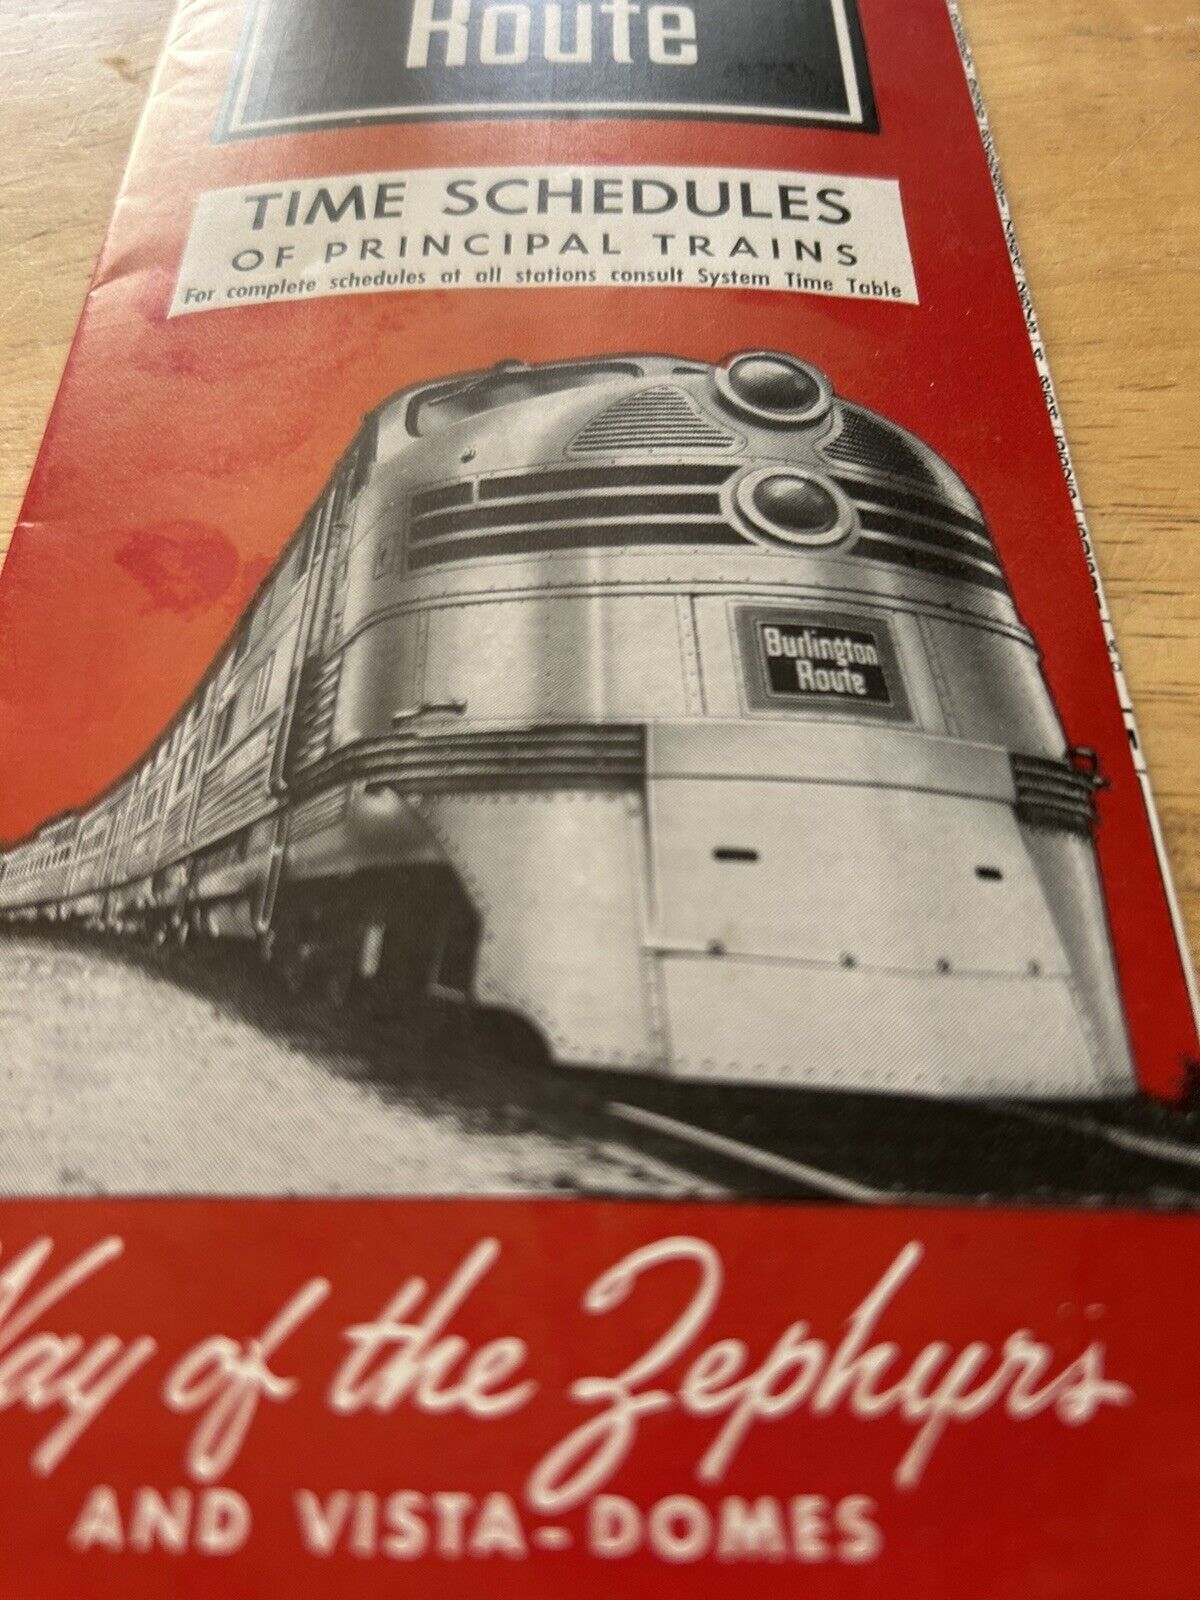 Route
TIME SCHEDULES
OF PRINCIPAL TRAINS
For complete schedules at all stations consult System Time Table
Burlington
Route
Way of the Zephyrs
AND VISTA-DOMES